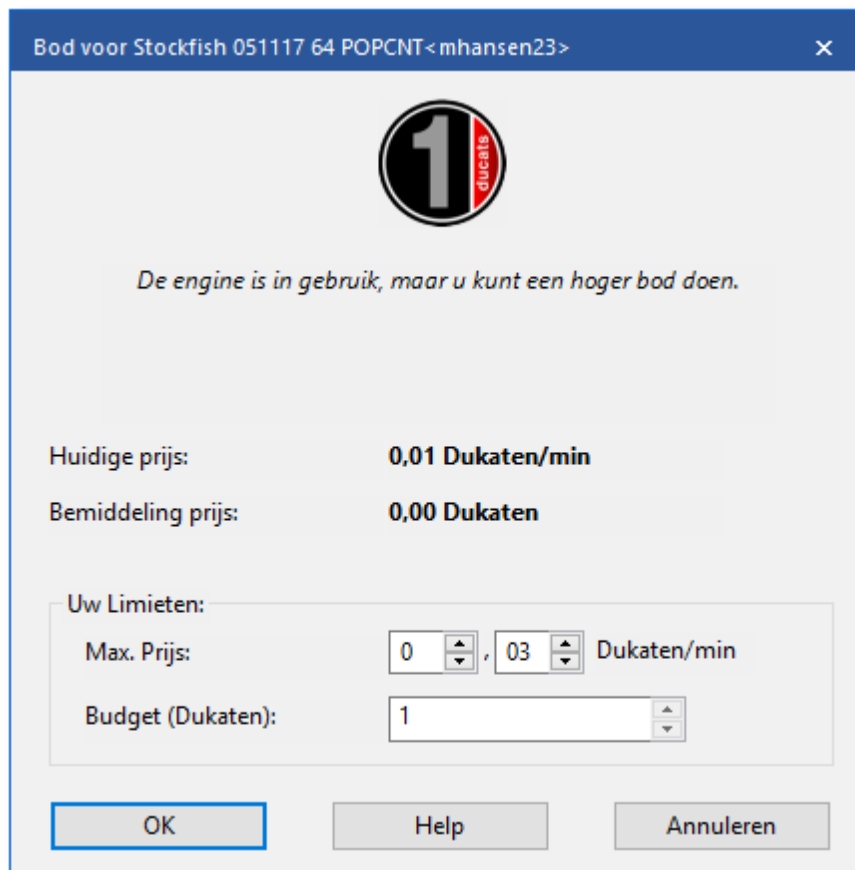 Bod voor Stockfish 051117 64 POPCNT<mhansen23>
1 ducats
De engine is in gebruik, maar u kunt een hoger bod doen.
Huidige prijs: 0,01 Dukaten/min
Bemiddeling prijs: 0,00 Dukaten
Uw Limieten:
Max. Prijs: 0 , 03 Dukaten/min
Budget (Dukaten): 1
OK Help Annuleren